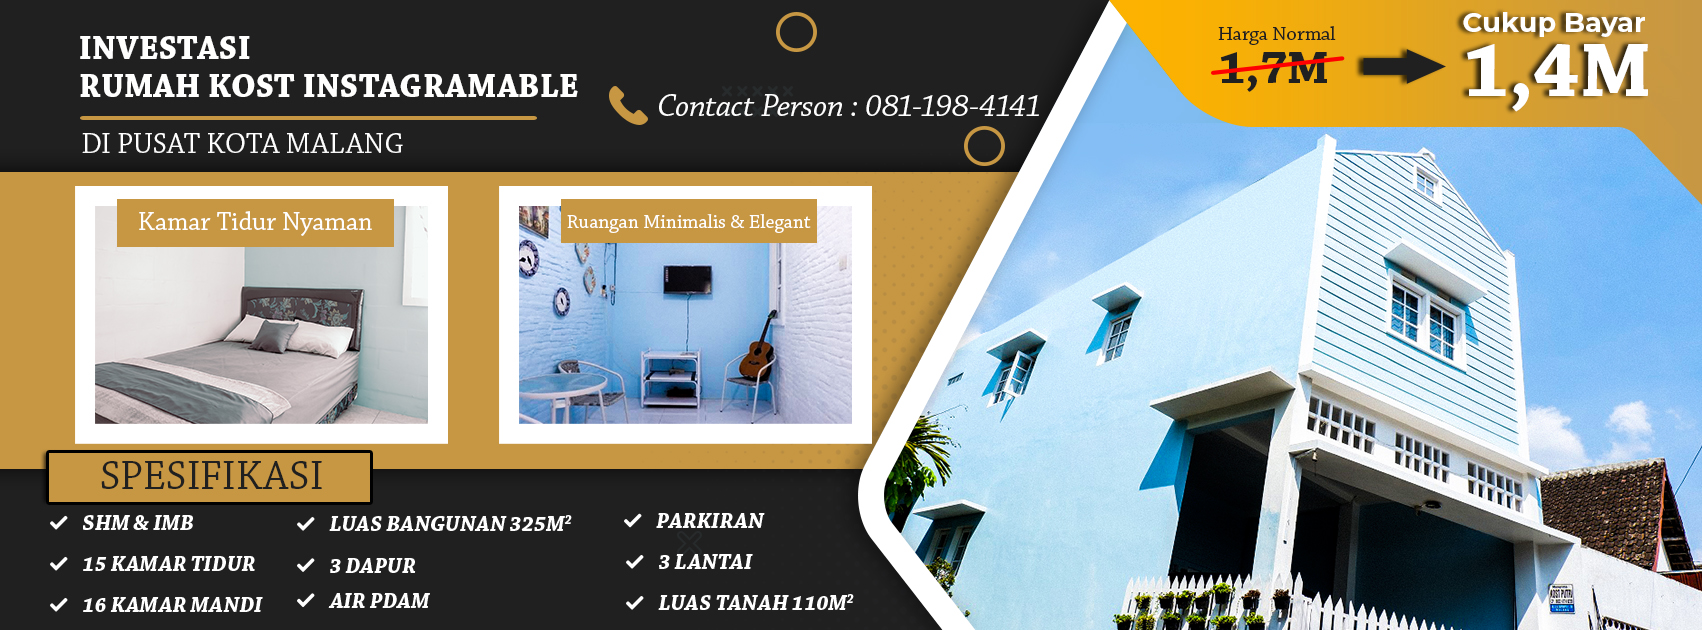 INVESTASI
RUMAH KOST INSTAGRAMABLE
DI PUSAT KOTA MALANG
Contact Person : 081-198-4141
Harga Normal
1,7M
Cukup Bayar
1,4M
Kamar Tidur Nyaman
Ruangan Minimalis & Elegant
SPESIFIKASI
SHM & IMB
15 KAMAR TIDUR
16 KAMAR MANDI
LUAS BANGUNAN 325M²
3 DAPUR
AIR PDAM
PARKIRAN
3 LANTAI
LUAS TANAH 110M²
KOST PUTRI